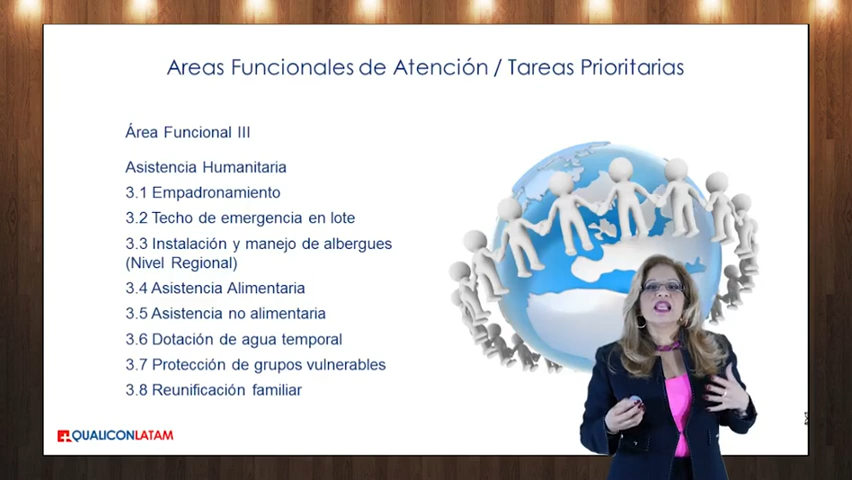 Areas Funcionales de Atención / Tareas Prioritarias
Área Funcional III
Asistencia Humanitaria
3.1 Empadronamiento
3.2 Techo de emergencia en lote
3.3 Instalación y manejo de albergues
(Nivel Regional)
3.4 Asistencia Alimentaria
3.5 Asistencia no alimentaria
3.6 Dotación de agua temporal
3.7 Protección de grupos vulnerables
3.8 Reunificación familiar
QUALICONLATAM